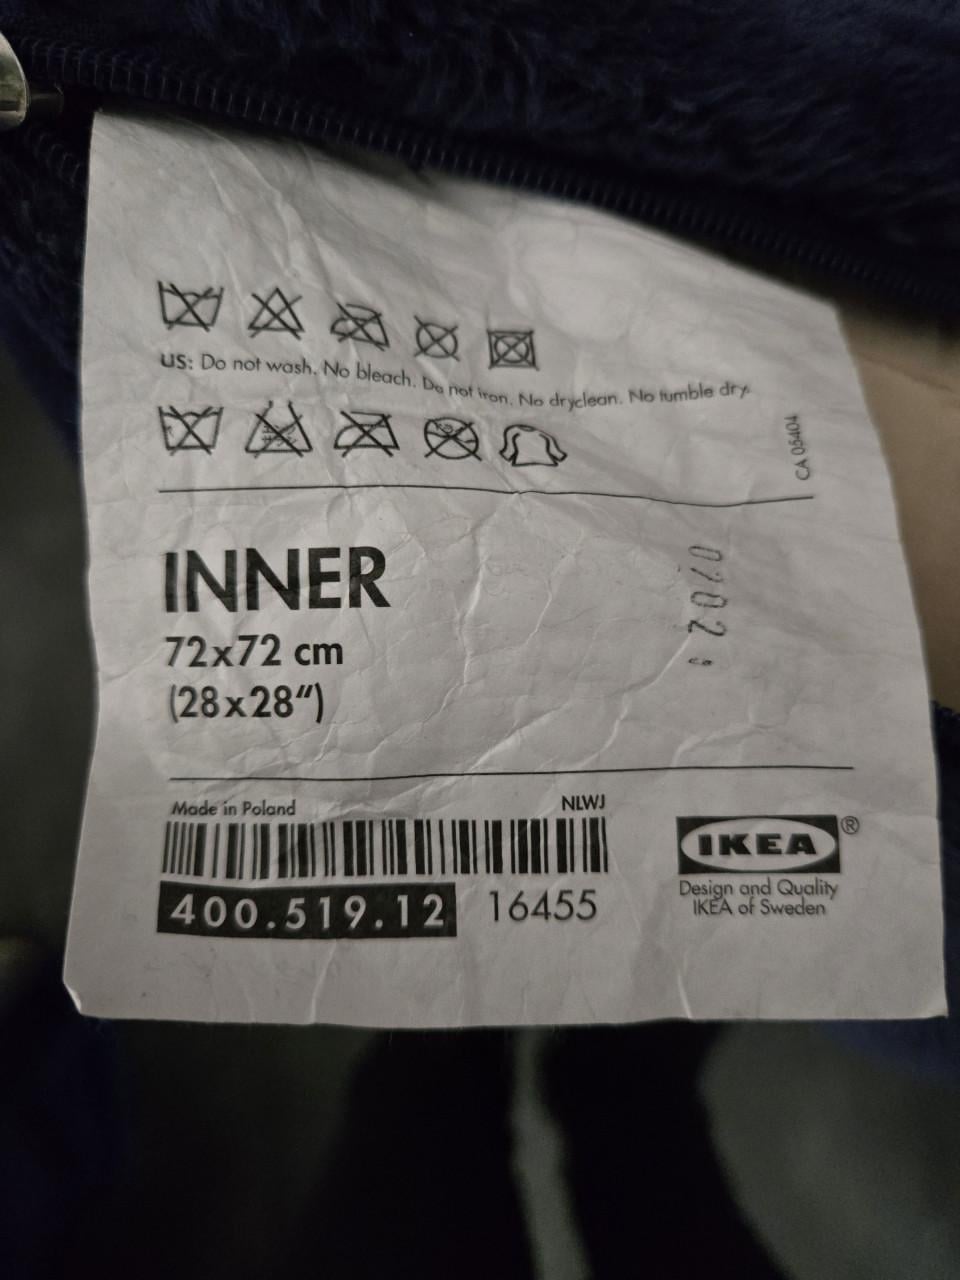 US: Do not wash. No bleach. Do not iron. No dryclean. No tumble dry.
CA 05404
INNER
72x72 cm
(28x28“)
0702
Made in Poland
NLWJ
400.519.12
16455
IKEA®
Design and Quality
IKEA of Sweden